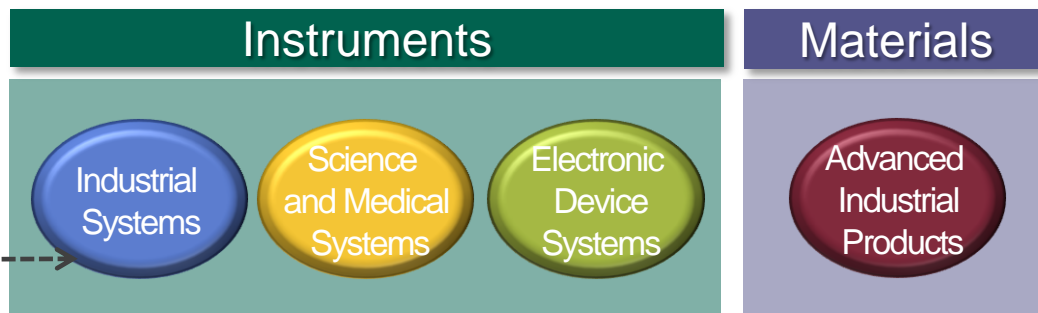 Instruments
Materials
Industrial
Systems
Science
and Medical
Systems
Electronic
Device
Systems
Advanced
Industrial
Products